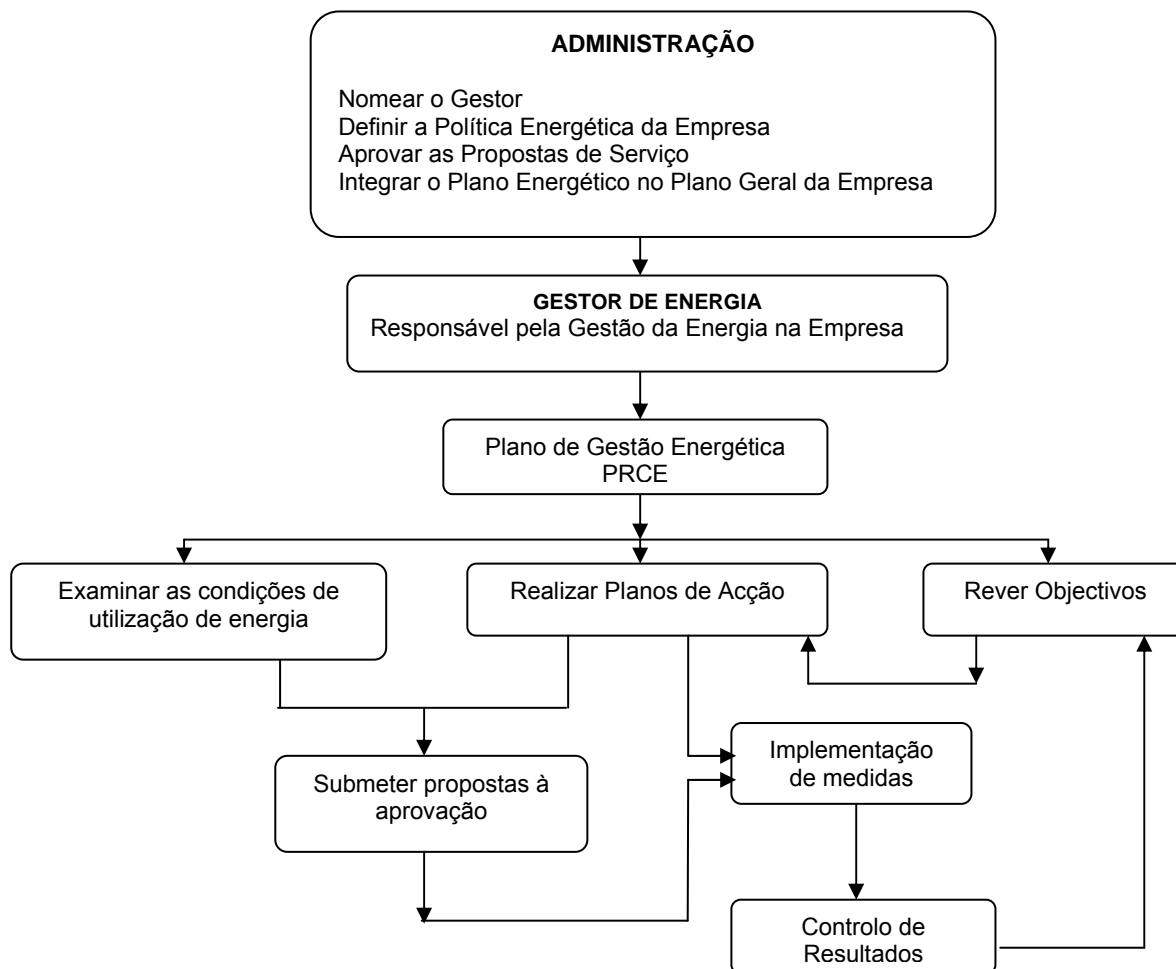 ADMINISTRAÇÃO
Nomear o Gestor
Definir a Política Energética da Empresa
Aprovar as Propostas de Serviço
Integrar o Plano Energético no Plano Geral da Empresa
GESTOR DE ENERGIA
Responsável pela Gestão da Energia na Empresa
Plano de Gestão Energética
PRCE
Examinar as condições de
utilização de energia
Realizar Planos de Acção
Rever Objectivos
Submeter propostas à
aprovação
Implementação
de medidas
Controlo de
Resultados